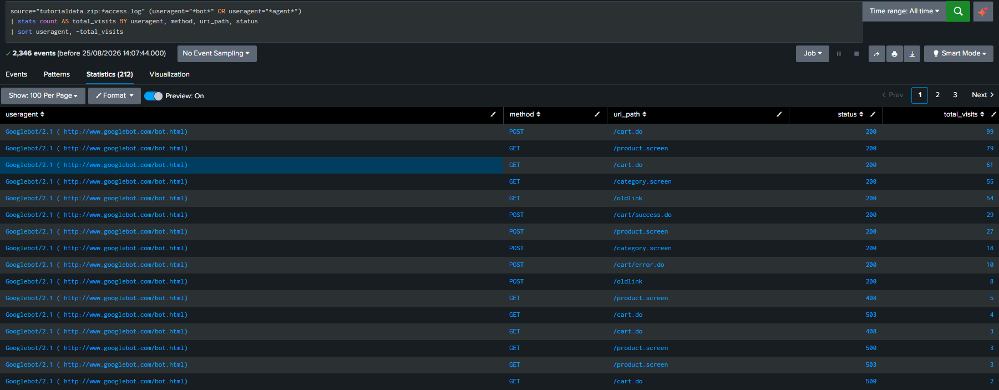 source="tutorialdata.zip:*access.log" (useragent="*bot*" OR useragent="*agent*")
| stats count AS total_visits BY useragent, method, uri_path, status
| sort useragent, -total_visits
Time range: All time
2,346 events (before 25/08/2026 14:07:44.000)
No Event Sampling
Job
Smart Mode
Events Patterns Statistics (212) Visualization
Show: 100 Per Page Format Preview: On
Prev 1 2 3 Next
useragent method uri_path status total_visits
Googlebot/2.1 ( http://www.googlebot.com/bot.html) POST /cart.do 200 99
Googlebot/2.1 ( http://www.googlebot.com/bot.html) GET /product.screen 200 79
Googlebot/2.1 ( http://www.googlebot.com/bot.html) GET /cart.do 200 61
Googlebot/2.1 ( http://www.googlebot.com/bot.html) GET /category.screen 200 55
Googlebot/2.1 ( http://www.googlebot.com/bot.html) GET /oldlink 200 54
Googlebot/2.1 ( http://www.googlebot.com/bot.html) POST /cart/success.do 200 29
Googlebot/2.1 ( http://www.googlebot.com/bot.html) POST /product.screen 200 27
Googlebot/2.1 ( http://www.googlebot.com/bot.html) POST /category.screen 200 18
Googlebot/2.1 ( http://www.googlebot.com/bot.html) POST /cart/error.do 200 10
Googlebot/2.1 ( http://www.googlebot.com/bot.html) POST /oldlink 200 8
Googlebot/2.1 ( http://www.googlebot.com/bot.html) GET /product.screen 408 5
Googlebot/2.1 ( http://www.googlebot.com/bot.html) GET /cart.do 503 4
Googlebot/2.1 ( http://www.googlebot.com/bot.html) GET /cart.do 408 3
Googlebot/2.1 ( http://www.googlebot.com/bot.html) GET /product.screen 500 3
Googlebot/2.1 ( http://www.googlebot.com/bot.html) GET /product.screen 503 3
Googlebot/2.1 ( http://www.googlebot.com/bot.html) GET /cart.do 500 2